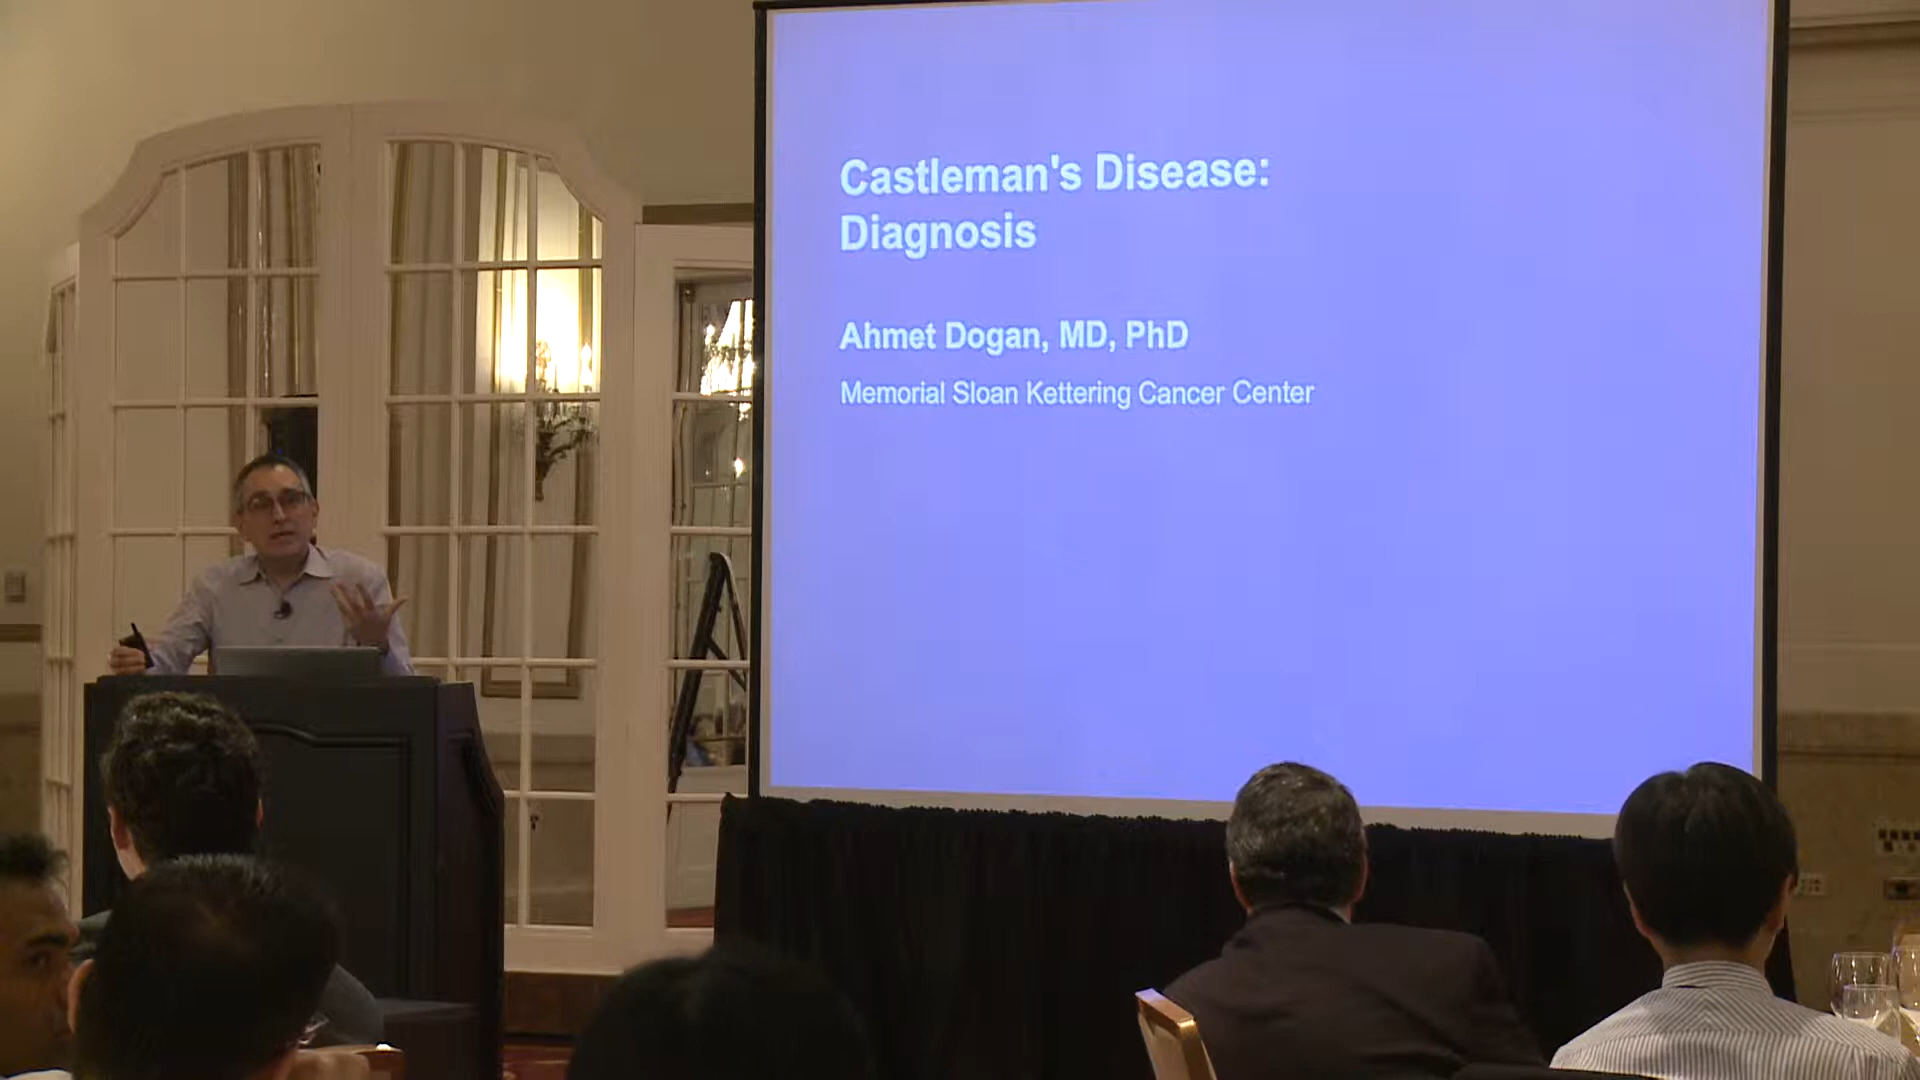 Castleman's Disease:
Diagnosis
Ahmet Dogan, MD, PhD
Memorial Sloan Kettering Cancer Center